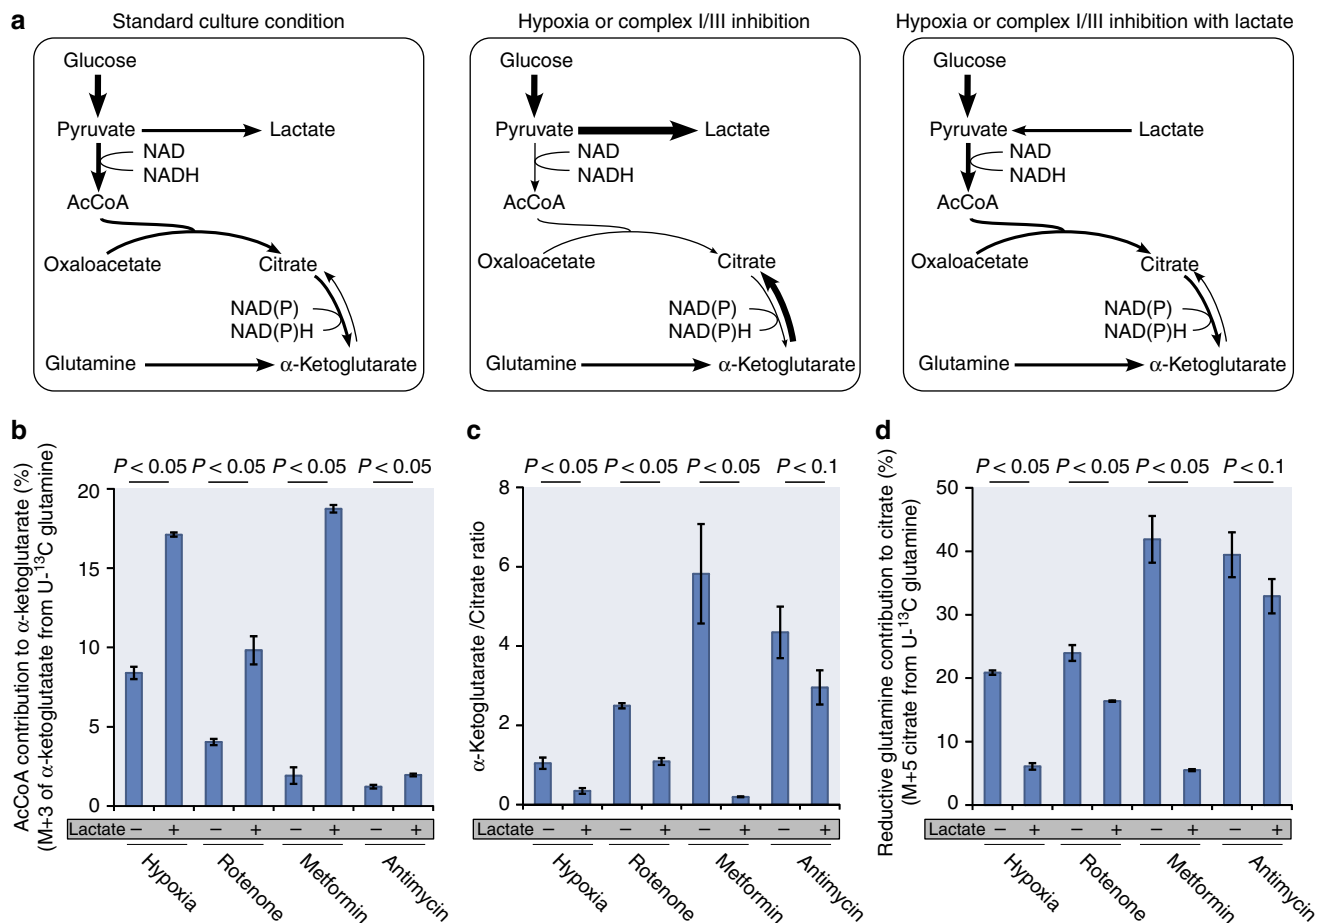 a
Standard culture condition
Glucose
Pyruvate
Lactate
NAD
NADH
AcCoA
Oxaloacetate
Citrate
NAD(P)
NAD(P)H
Glutamine
α-Ketoglutarate
Hypoxia or complex I/III inhibition
Glucose
Pyruvate
Lactate
NAD
NADH
AcCoA
Oxaloacetate
Citrate
NAD(P)
NAD(P)H
Glutamine
α-Ketoglutarate
Hypoxia or complex I/III inhibition with lactate
Glucose
Pyruvate
Lactate
NAD
NADH
AcCoA
Oxaloacetate
Citrate
NAD(P)
NAD(P)H
Glutamine
α-Ketoglutarate
b
AcCoA contribution to α-ketoglutarate (%)
(M+3 of α-ketoglutatate from U-¹³C glutamine)
P < 0.05 P < 0.05 P < 0.05 P < 0.05
20
15
10
5
0
Lactate − + − + − + − +
Hypoxia
Rotenone
Metformin
Antimycin
c
α-Ketoglutarate /Citrate ratio
P < 0.05 P < 0.05 P < 0.05 P < 0.1
8
6
4
2
0
Lactate − + − + − + − +
Hypoxia
Rotenone
Metformin
Antimycin
d
Reductive glutamine contribution to citrate (%)
(M+5 citrate from U-¹³C glutamine)
P < 0.05 P < 0.05 P < 0.05 P < 0.1
50
40
30
20
10
0
Lactate − + − + − + − +
Hypoxia
Rotenone
Metformin
Antimycin